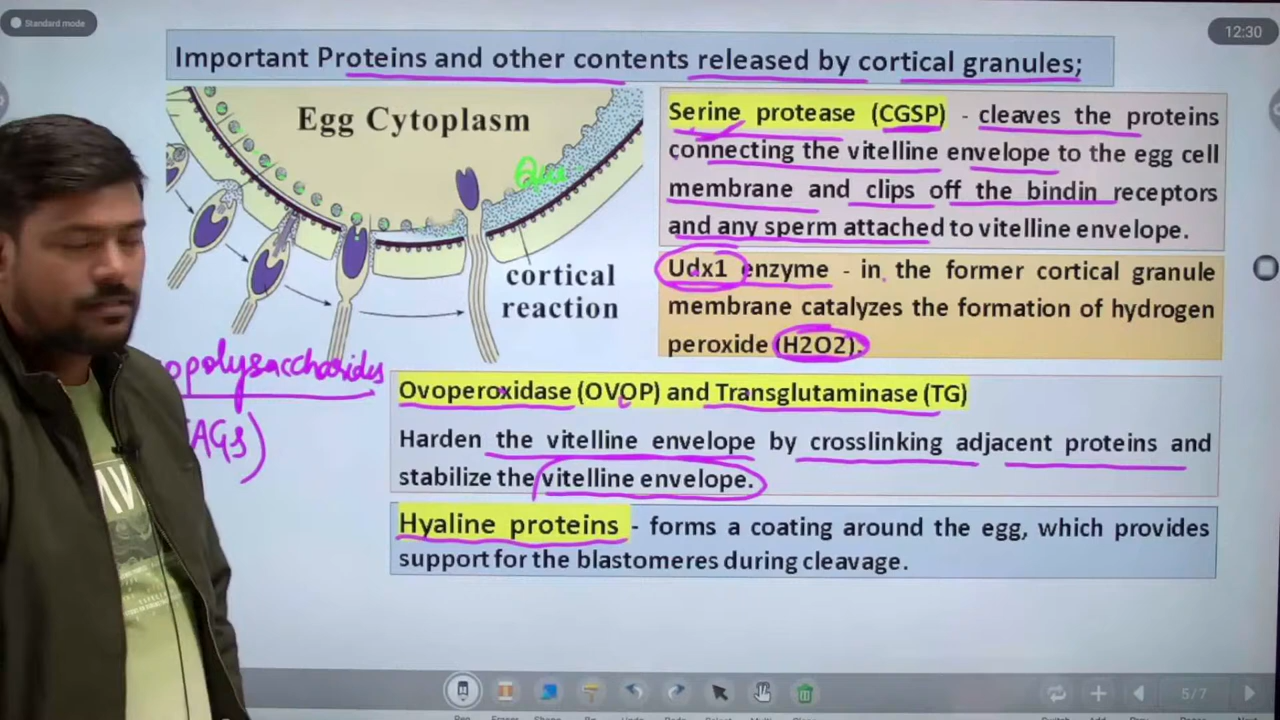 Standard mode
12:30
Important Proteins and other contents released by cortical granules;
Egg Cytoplasm
cortical
reaction
Serine protease (CGSP) - cleaves the proteins
connecting the vitelline envelope to the egg cell
membrane and clips off the bindin receptors
and any sperm attached to vitelline envelope.
Udx1 enzyme - in the former cortical granule
membrane catalyzes the formation of hydrogen
peroxide (H2O2).
opolysaccharides
AGs)
Ovoperoxidase (OVOP) and Transglutaminase (TG)
Harden the vitelline envelope by crosslinking adjacent proteins and
stabilize the vitelline envelope.
Hyaline proteins - forms a coating around the egg, which provides
support for the blastomeres during cleavage.
5/7